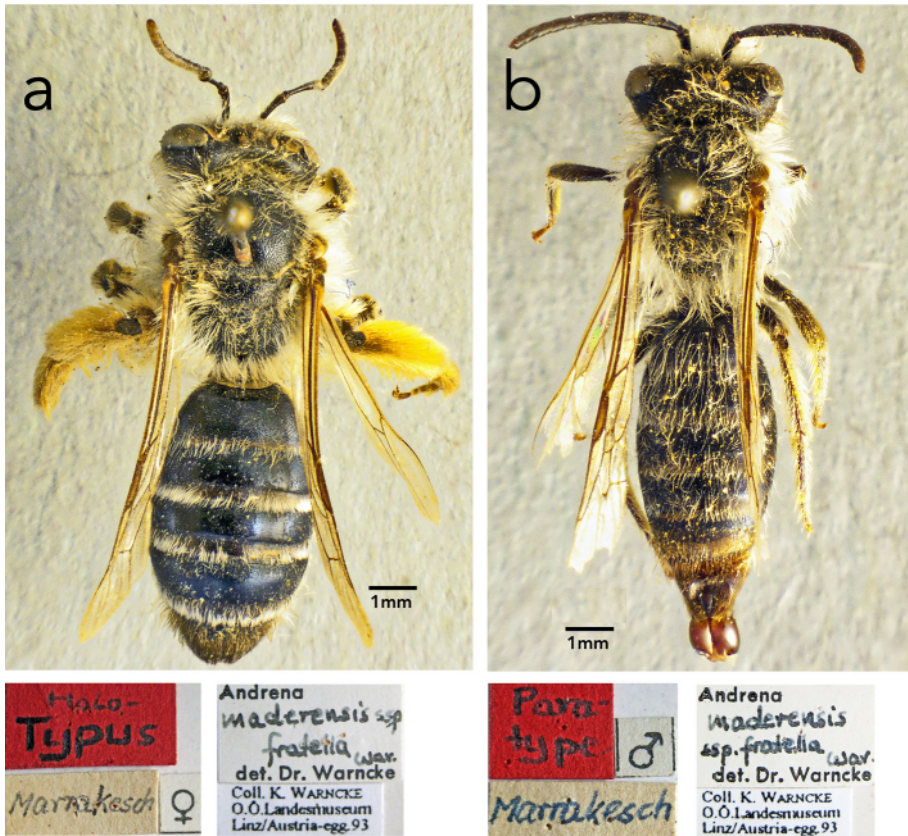 a
b
1mm
1mm
Holo-
Typus
Marrakesch
♀
Andrena
maderensis ssp
fratella War.
det. Dr. Warncke
Coll. K. WARNCKE
O.Ö.Landesmuseum
Linz/Austria-egg.93
Para-
type
♂
Marrakesch
Andrena
maderensis
ssp. fratella War.
det. Dr. Warncke
Coll. K. WARNCKE
O.Ö.Landesmuseum
Linz/Austria-egg.93